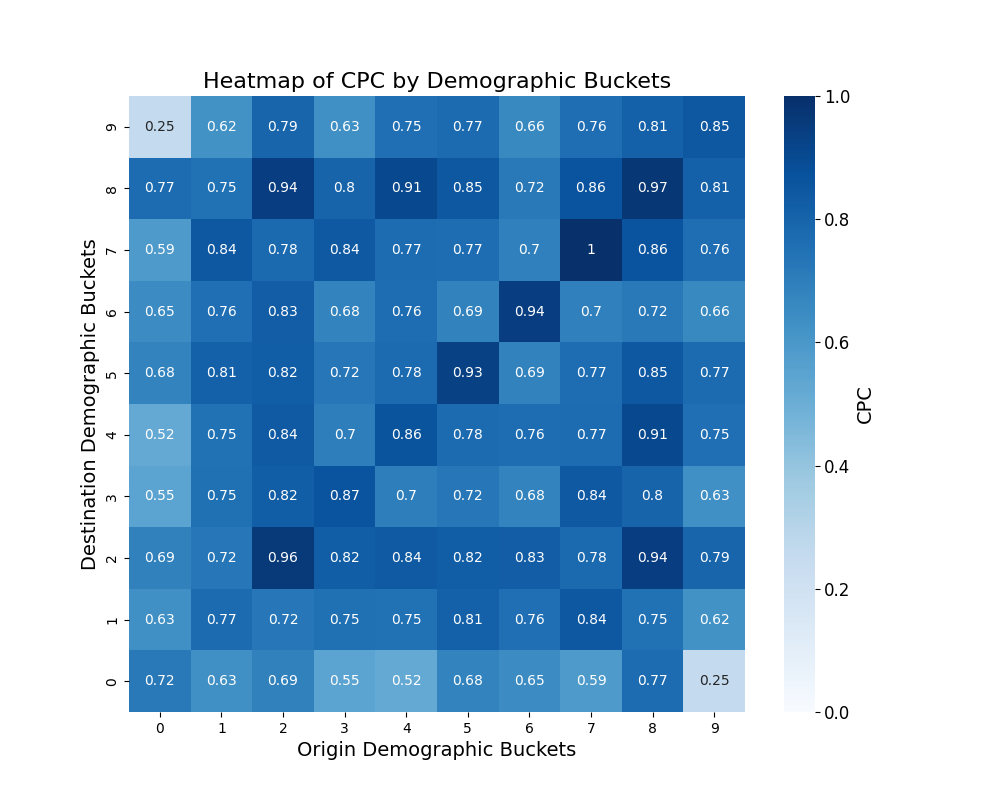 Heatmap of CPC by Demographic Buckets
9 0.25 0.62 0.79 0.63 0.75 0.77 0.66 0.76 0.81 0.85
8 0.77 0.75 0.94 0.8 0.91 0.85 0.72 0.86 0.97 0.81
7 0.59 0.84 0.78 0.84 0.77 0.77 0.7 1 0.86 0.76
6 0.65 0.76 0.83 0.68 0.76 0.69 0.94 0.7 0.72 0.66
5 0.68 0.81 0.82 0.72 0.78 0.93 0.69 0.77 0.85 0.77
4 0.52 0.75 0.84 0.7 0.86 0.78 0.76 0.77 0.91 0.75
3 0.55 0.75 0.82 0.87 0.7 0.72 0.68 0.84 0.8 0.63
2 0.69 0.72 0.96 0.82 0.84 0.82 0.83 0.78 0.94 0.79
1 0.63 0.77 0.72 0.75 0.75 0.81 0.76 0.84 0.75 0.62
0 0.72 0.63 0.69 0.55 0.52 0.68 0.65 0.59 0.77 0.25
0 1 2 3 4 5 6 7 8 9
Origin Demographic Buckets
Destination Demographic Buckets
1.0
0.8
0.6
0.4
0.2
0.0
CPC